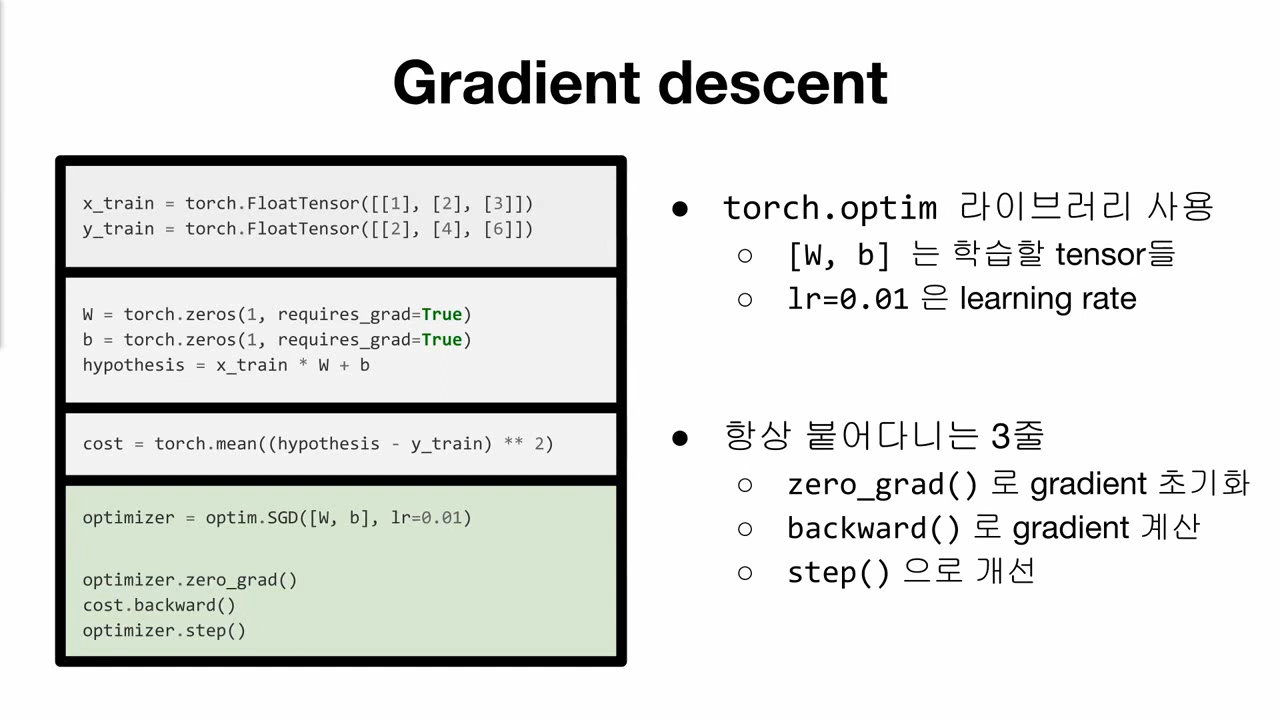 Gradient descent
x_train = torch.FloatTensor([[1], [2], [3]])
y_train = torch.FloatTensor([[2], [4], [6]])
W = torch.zeros(1, requires_grad=True)
b = torch.zeros(1, requires_grad=True)
hypothesis = x_train * W + b
cost = torch.mean((hypothesis - y_train) ** 2)
optimizer = optim.SGD([W, b], lr=0.01)
optimizer.zero_grad()
cost.backward()
optimizer.step()
● torch.optim 라이브러리 사용
○ [W, b] 는 학습할 tensor들
○ lr=0.01 은 learning rate
● 항상 붙어다니는 3줄
○ zero_grad() 로 gradient 초기화
○ backward() 로 gradient 계산
○ step() 으로 개선